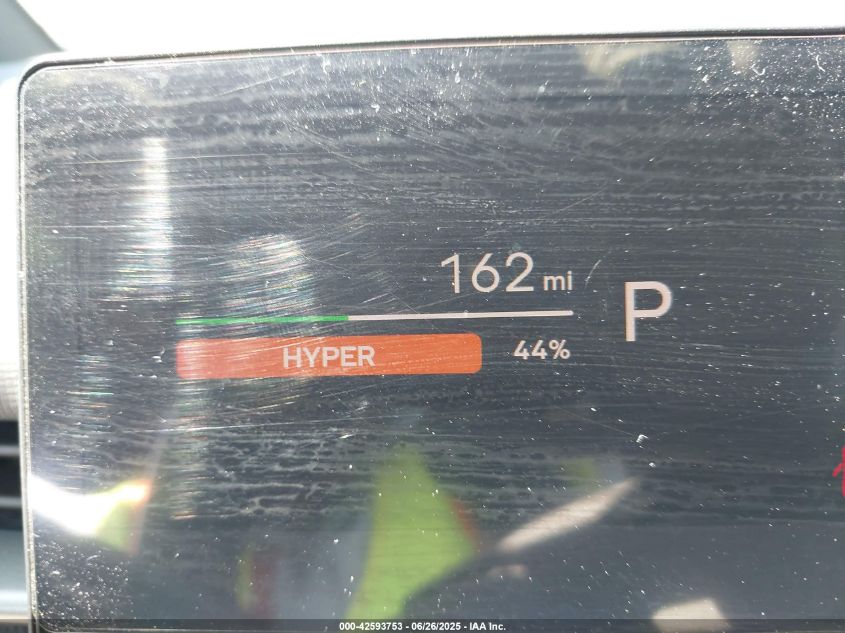 162 mi
P
HYPER 44%
000-42593753 - 06/26/2025 - IAA Inc.